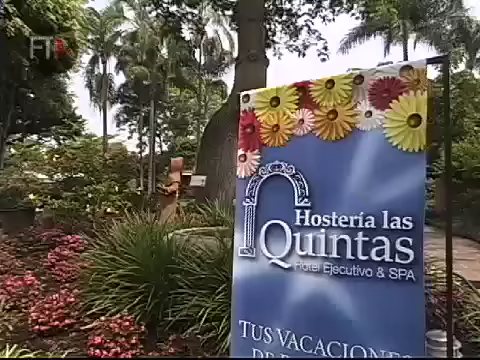 Hostería las
Quintas
Hotel Ejecutivo & SPA
TUS VACACIONES